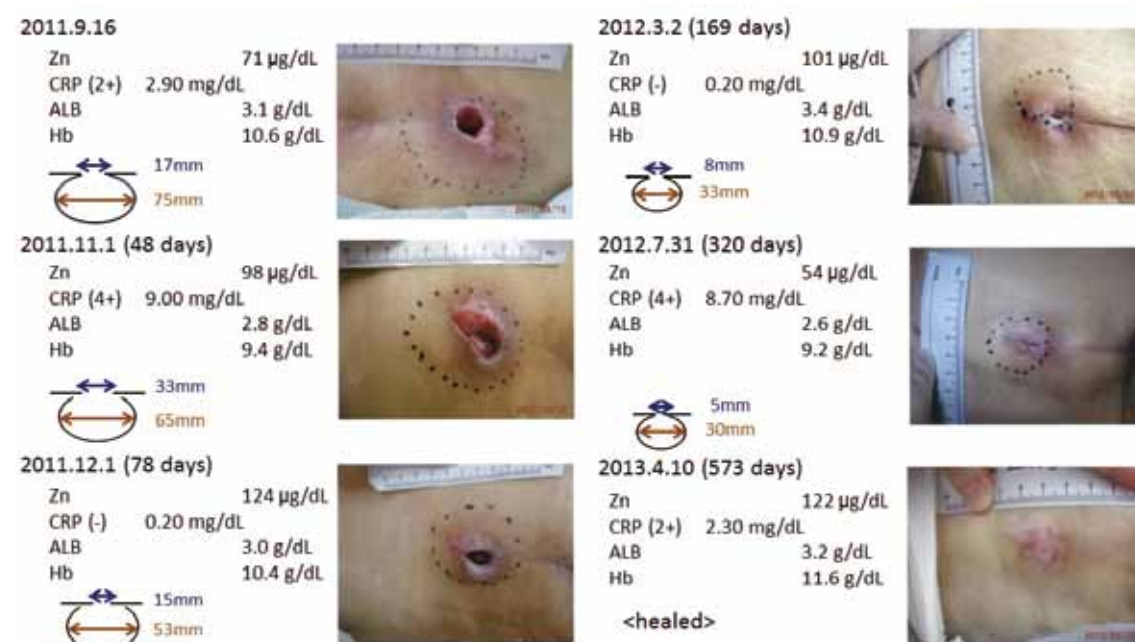 2011.9.16
Zn 71 µg/dL
CRP (2+) 2.90 mg/dL
ALB 3.1 g/dL
Hb 10.6 g/dL
17mm
75mm
2011.11.1 (48 days)
Zn 98 µg/dL
CRP (4+) 9.00 mg/dL
ALB 2.8 g/dL
Hb 9.4 g/dL
33mm
65mm
2011.12.1 (78 days)
Zn 124 µg/dL
CRP (-) 0.20 mg/dL
ALB 3.0 g/dL
Hb 10.4 g/dL
15mm
53mm
2012.3.2 (169 days)
Zn 101 µg/dL
CRP (-) 0.20 mg/dL
ALB 3.4 g/dL
Hb 10.9 g/dL
8mm
33mm
2012.7.31 (320 days)
Zn 54 µg/dL
CRP (4+) 8.70 mg/dL
ALB 2.6 g/dL
Hb 9.2 g/dL
5mm
30mm
2013.4.10 (573 days)
Zn 122 µg/dL
CRP (2+) 2.30 mg/dL
ALB 3.2 g/dL
Hb 11.6 g/dL
<healed>